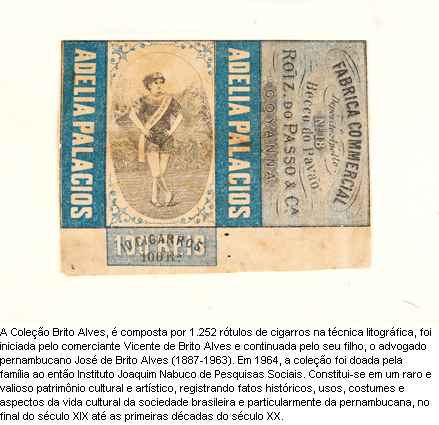 ADELIA PALACIOS
ADELIA PALACIOS
FABRICA COMMERCIAL
Nº 18
Becco do Pavão
Roiz. do Passo & Cª
GOYANNA
CIGARROS
100 Rs
A Coleção Brito Alves, é composta por 1.252 rótulos de cigarros na técnica litográfica, foi
iniciada pelo comerciante Vicente de Brito Alves e continuada pelo seu filho, o advogado
pernambucano José de Brito Alves (1887-1963). Em 1964, a coleção foi doada pela
família ao então Instituto Joaquim Nabuco de Pesquisas Sociais. Constitui-se em um raro e
valioso patrimônio cultural e artístico, registrando fatos históricos, usos, costumes e
aspectos da vida cultural da sociedade brasileira e particularmente da pernambucana, no
final do século XIX até as primeiras décadas do século XX.